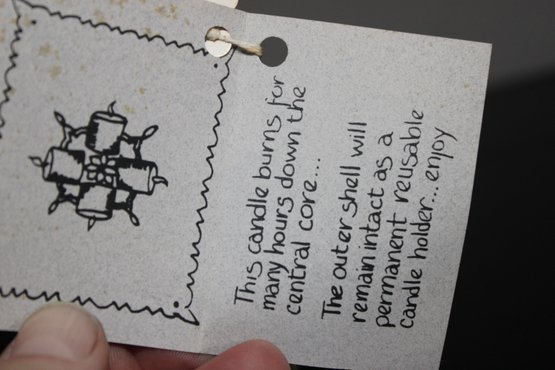 This candle burns for
many hours down the
central core....
The outer shell will
remain intact as a
permanent reusable
candle holder... enjoy